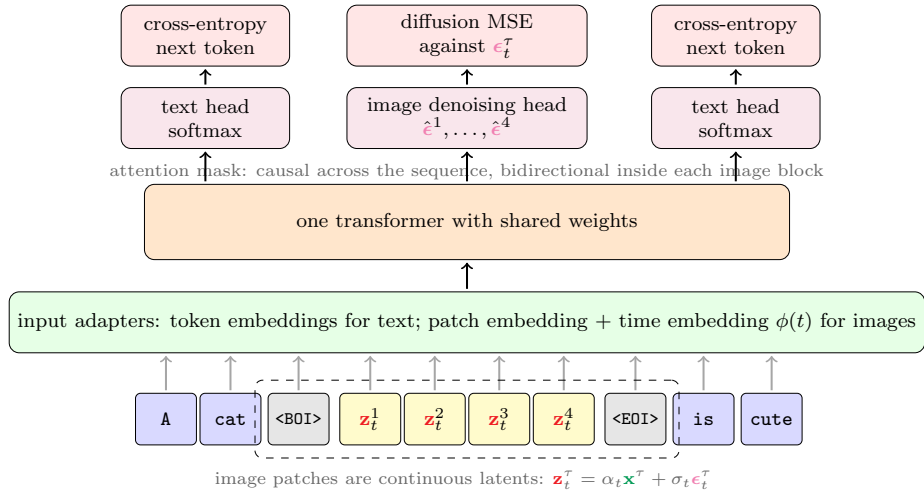 cross-entropy
next token
diffusion MSE
against ϵ_t^τ
cross-entropy
next token
text head
softmax
image denoising head
ϵ̂^1, . . . , ϵ̂^4
text head
softmax
attention mask: causal across the sequence, bidirectional inside each image block
one transformer with shared weights
input adapters: token embeddings for text; patch embedding + time embedding ϕ(t) for images
A cat <BOI> z_t^1 z_t^2 z_t^3 z_t^4 <EOI> is cute
image patches are continuous latents: z_t^τ = α_t x^τ + σ_t ϵ_t^τ